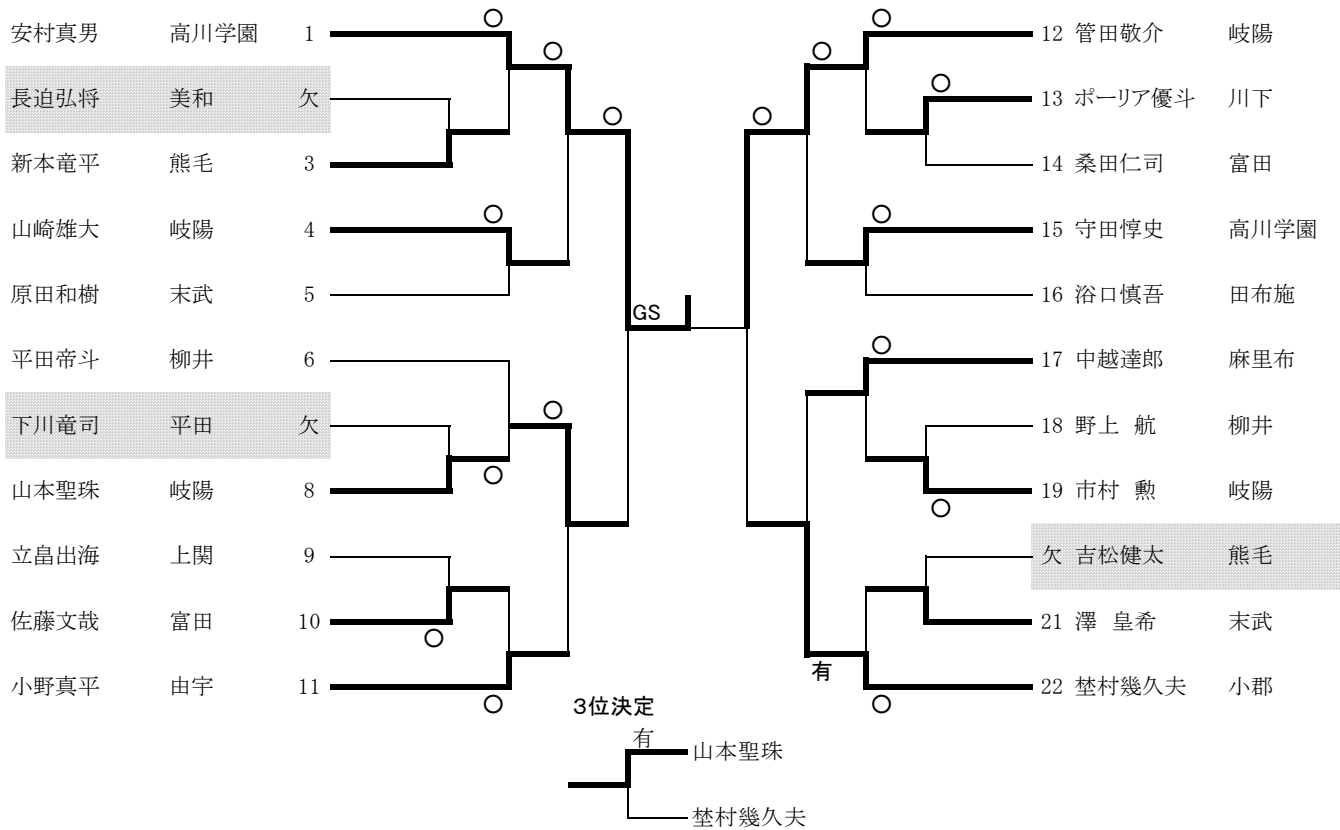 安村真男 高川学園 1
長迫弘将 美和 欠
新本竜平 熊毛 3
山崎雄大 岐陽 4
原田和樹 末武 5
平田帝斗 柳井 6
下川竜司 平田 欠
山本聖珠 岐陽 8
立畠出海 上関 9
佐藤文哉 富田 10
小野真平 由宇 11
GS
12 管田敬介 岐陽
13 ポーリア優斗 川下
14 桑田仁司 富田
15 守田惇史 高川学園
16 浴口慎吾 田布施
17 中越達郎 麻里布
18 野上 航 柳井
19 市村 勲 岐陽
欠 吉松健太 熊毛
21 澤 皇希 末武
22 埜村幾久夫 小郡
有
3位決定
有
山本聖珠
埜村幾久夫